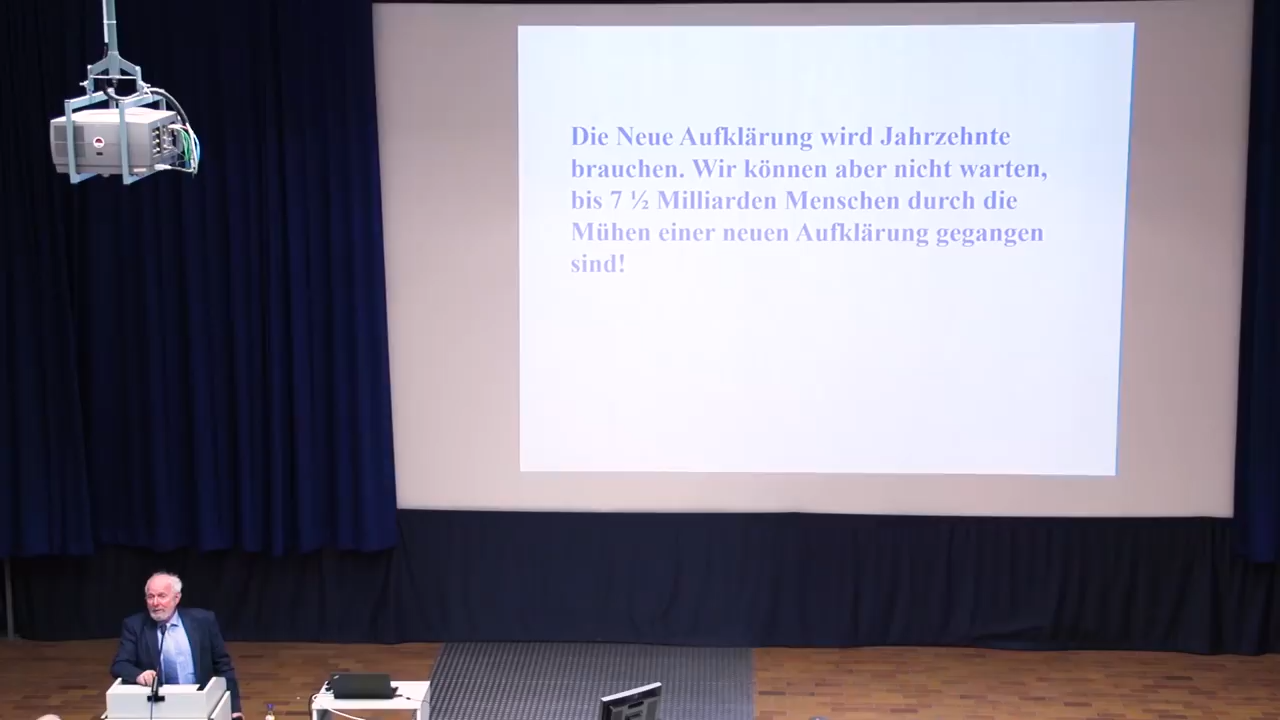 Die Neue Aufklärung wird Jahrzehnte
brauchen. Wir können aber nicht warten,
bis 7 ½ Milliarden Menschen durch die
Mühen einer neuen Aufklärung gegangen
sind!